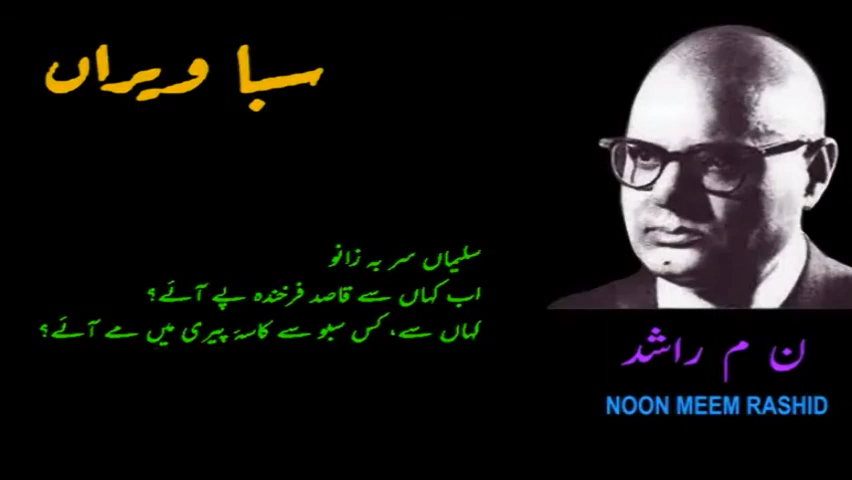 سبا ویراں
سلیماں سر بہ زانو
اب کہاں سے قاصد فرخندہ پے آئے؟
کہاں سے، کس سبو سے کاسۂ پیری میں مے آئے؟
ن م راشد
NOON MEEM RASHID